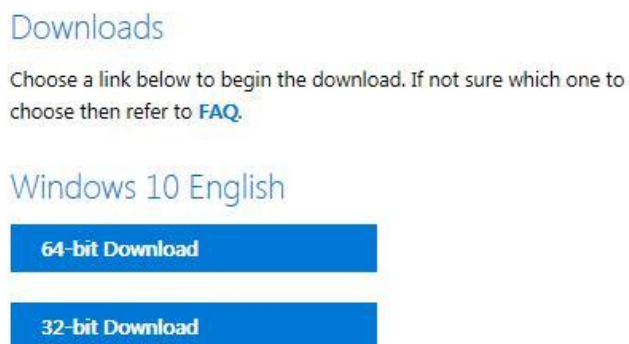 Downloads
Choose a link below to begin the download. If not sure which one to
choose then refer to FAQ.
Windows 10 English
64-bit Download
32-bit Download